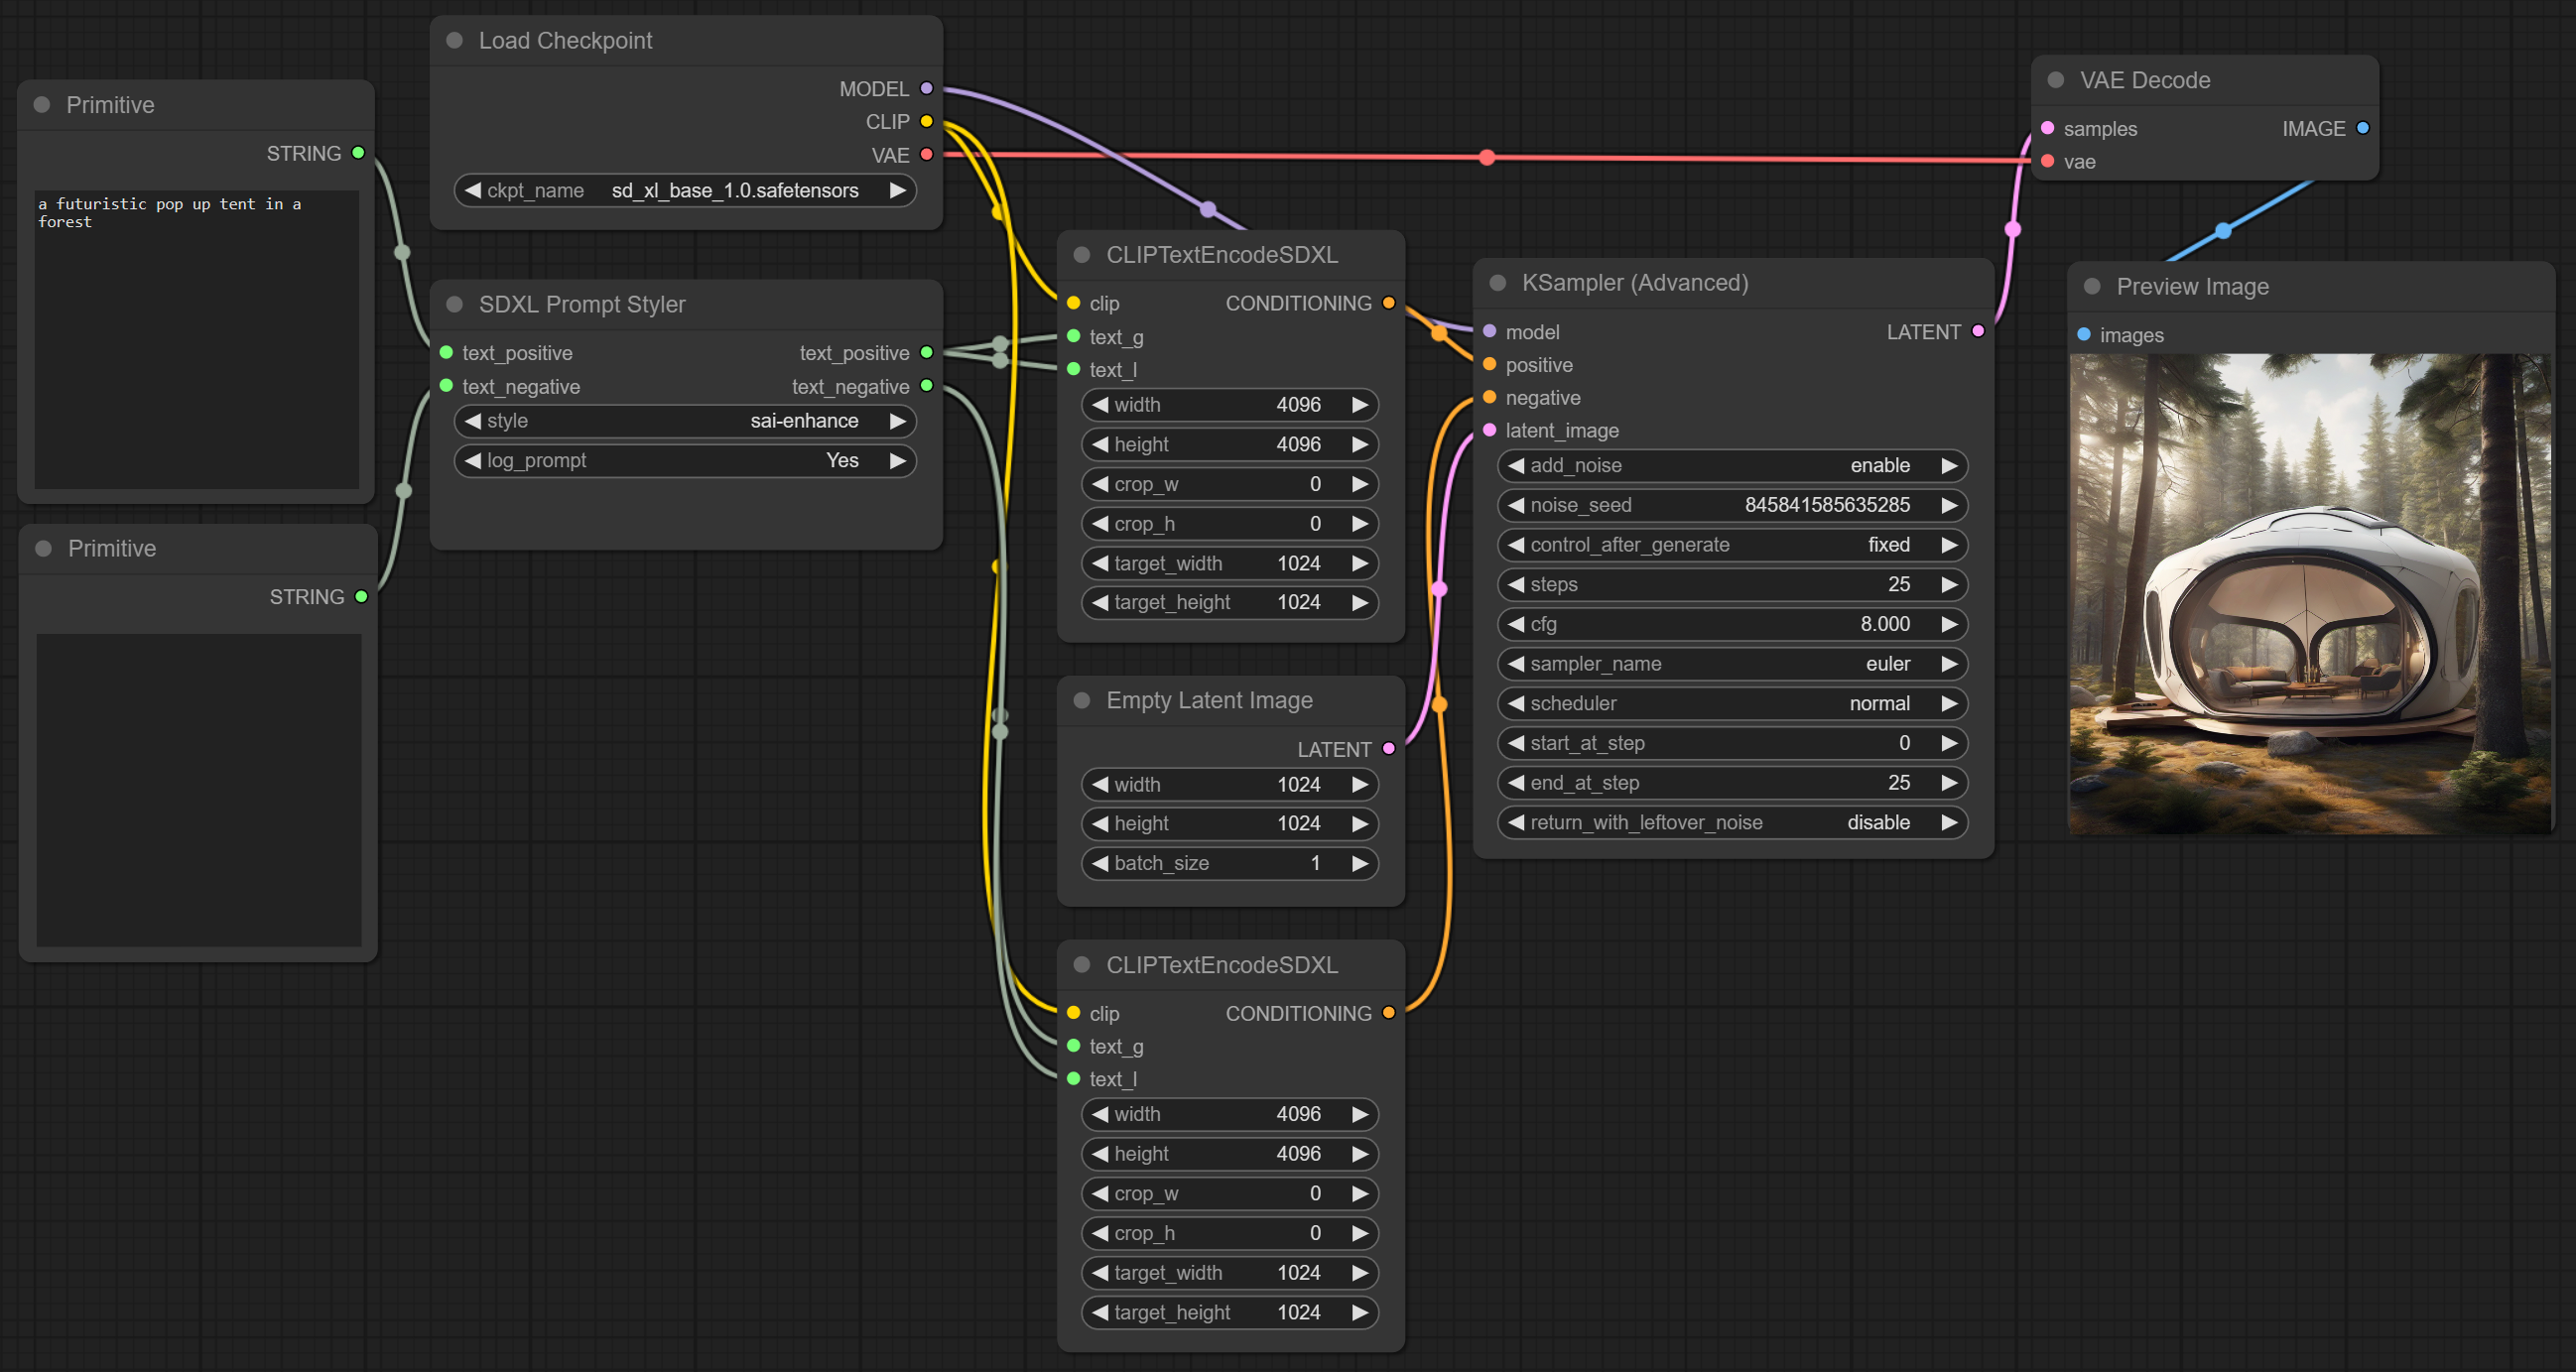 Primitive
STRING
a futuristic pop up tent in a
forest
Primitive
STRING
Load Checkpoint
MODEL
CLIP
VAE
ckpt_name sd_xl_base_1.0.safetensors
SDXL Prompt Styler
text_positive text_positive
text_negative text_negative
style sai-enhance
log_prompt Yes
CLIPTextEncodeSDXL
clip CONDITIONING
text_g
text_l
width 4096
height 4096
crop_w 0
crop_h 0
target_width 1024
target_height 1024
Empty Latent Image
LATENT
width 1024
height 1024
batch_size 1
CLIPTextEncodeSDXL
clip CONDITIONING
text_g
text_l
width 4096
height 4096
crop_w 0
crop_h 0
target_width 1024
target_height 1024
KSampler (Advanced)
model LATENT
positive
negative
latent_image
add_noise enable
noise_seed 845841585635285
control_after_generate fixed
steps 25
cfg 8.000
sampler_name euler
scheduler normal
start_at_step 0
end_at_step 25
return_with_leftover_noise disable
VAE Decode
samples IMAGE
vae
Preview Image
images